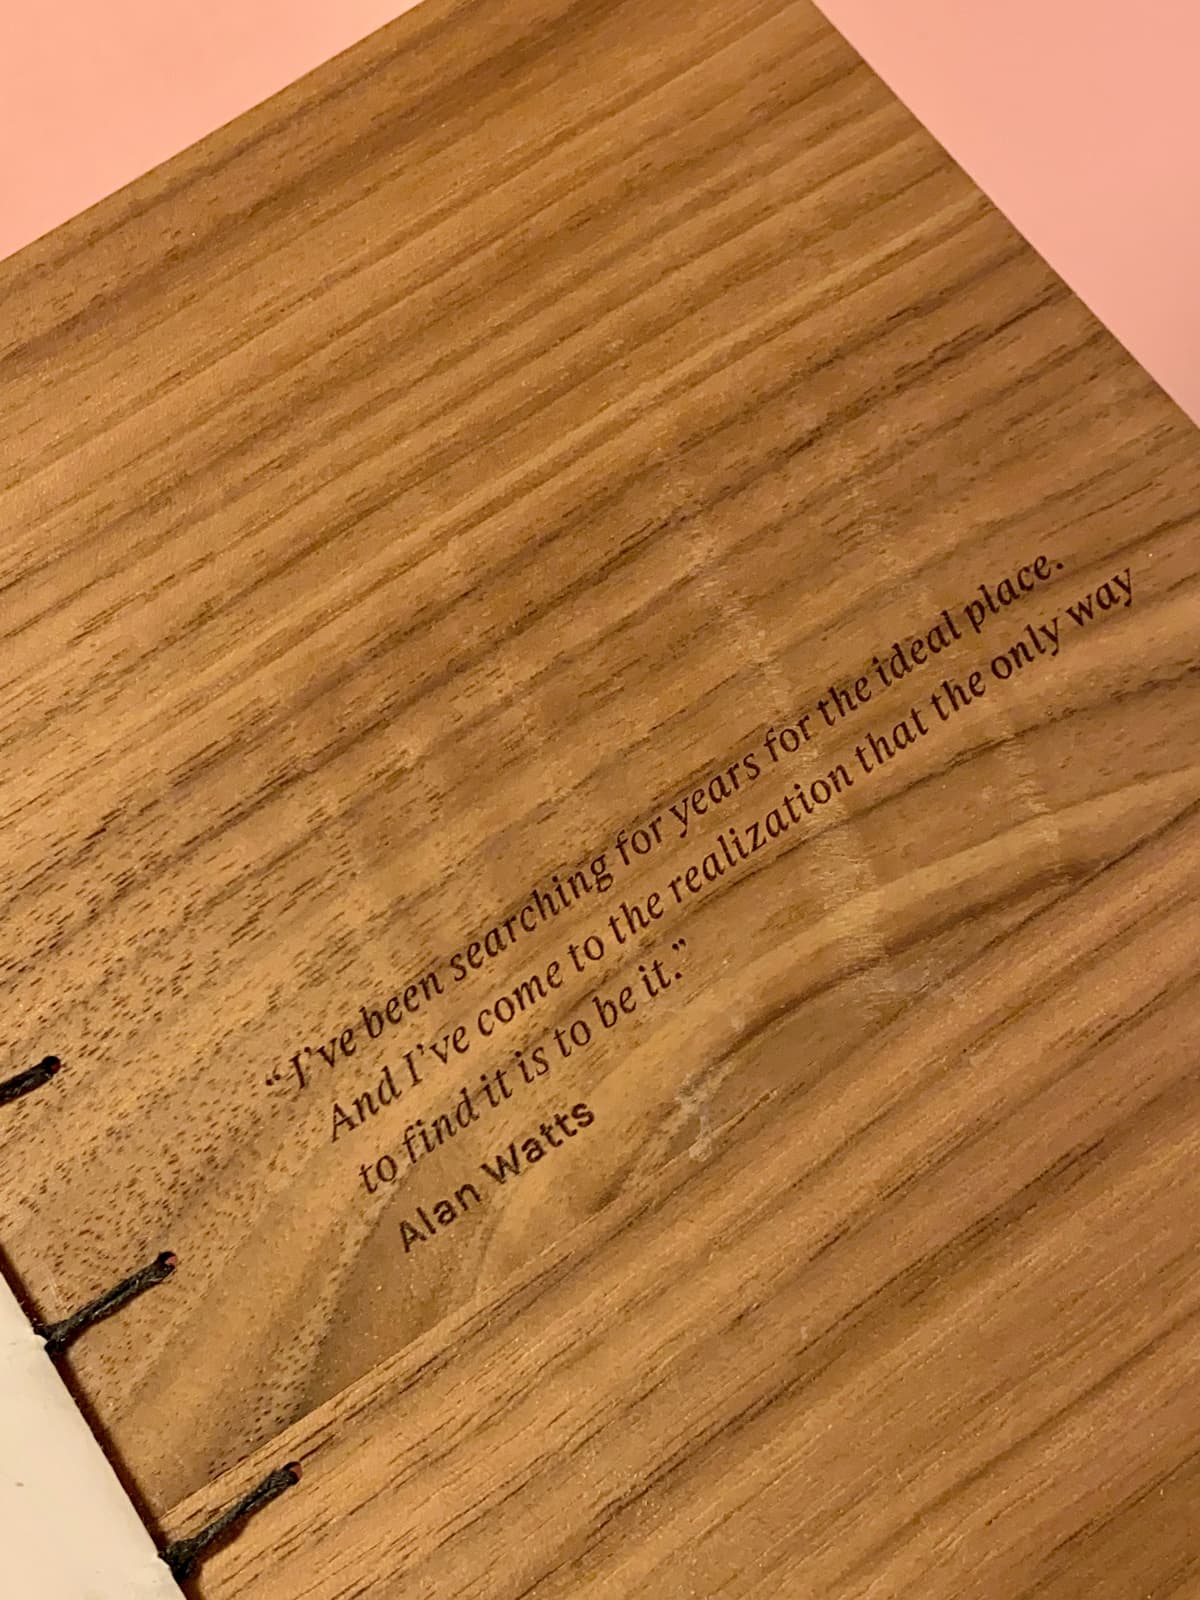 “I’ve been searching for years for the ideal place.
And I’ve come to the realization that the only way
to find it is to be it.”
Alan Watts